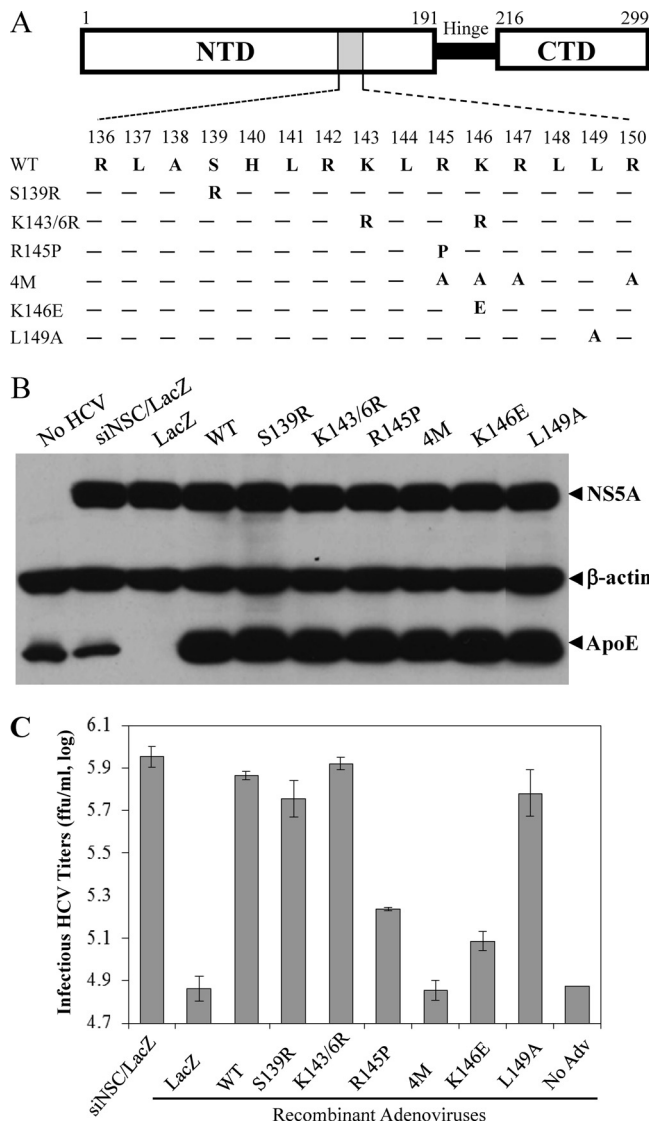 A
1 191 Hinge 216 299
NTD CTD
136 137 138 139 140 141 142 143 144 145 146 147 148 149 150
WT R L A S H L R K L R K R L L R
S139R — — — R — — — — — — — — — — —
K143/6R — — — — — — — R — — R — — — —
R145P — — — — — — — — — P — — — — —
4M — — — — — — — — — A A A — — A
K146E — — — — — — — — — — E — — — —
L149A — — — — — — — — — — — — — A —
B
No HCV siNSC/LacZ LacZ WT S139R K143/6R R145P 4M K146E L149A
NS5A
β-actin
ApoE
C
Infectious HCV Titers (ffu/ml, log)
6.1
5.9
5.7
5.5
5.3
5.1
4.9
4.7
siNSC/LacZ LacZ WT S139R K143/6R R145P 4M K146E L149A No Adv
Recombinant Adenoviruses